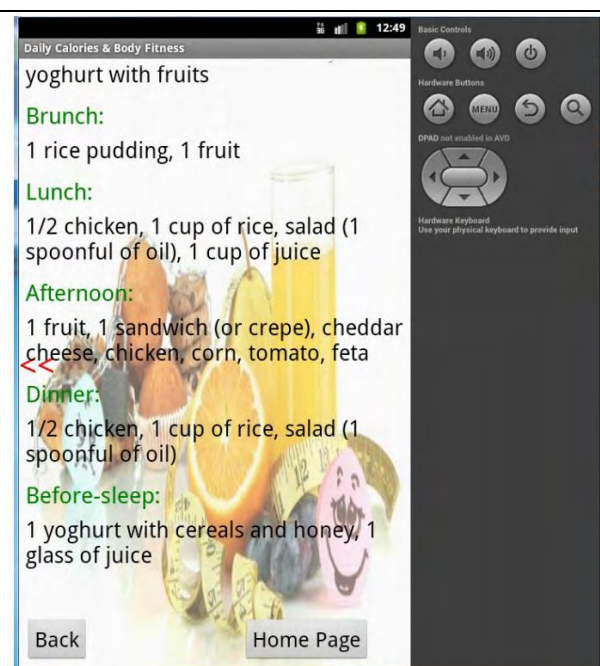 12:49
Daily Calories & Body Fitness
yoghurt with fruits
Brunch:
1 rice pudding, 1 fruit
Lunch:
1/2 chicken, 1 cup of rice, salad (1
spoonful of oil), 1 cup of juice
Afternoon:
1 fruit, 1 sandwich (or crepe), cheddar
cheese, chicken, corn, tomato, feta
<<
Dinner:
1/2 chicken, 1 cup of rice, salad (1
spoonful of oil)
Before-sleep:
1 yoghurt with cereals and honey, 1
glass of juice
Back
Home Page
Basic Controls
Hardware Buttons
MENU
DPAD not enabled in AVD
Hardware Keyboard
Use your physical keyboard to provide input